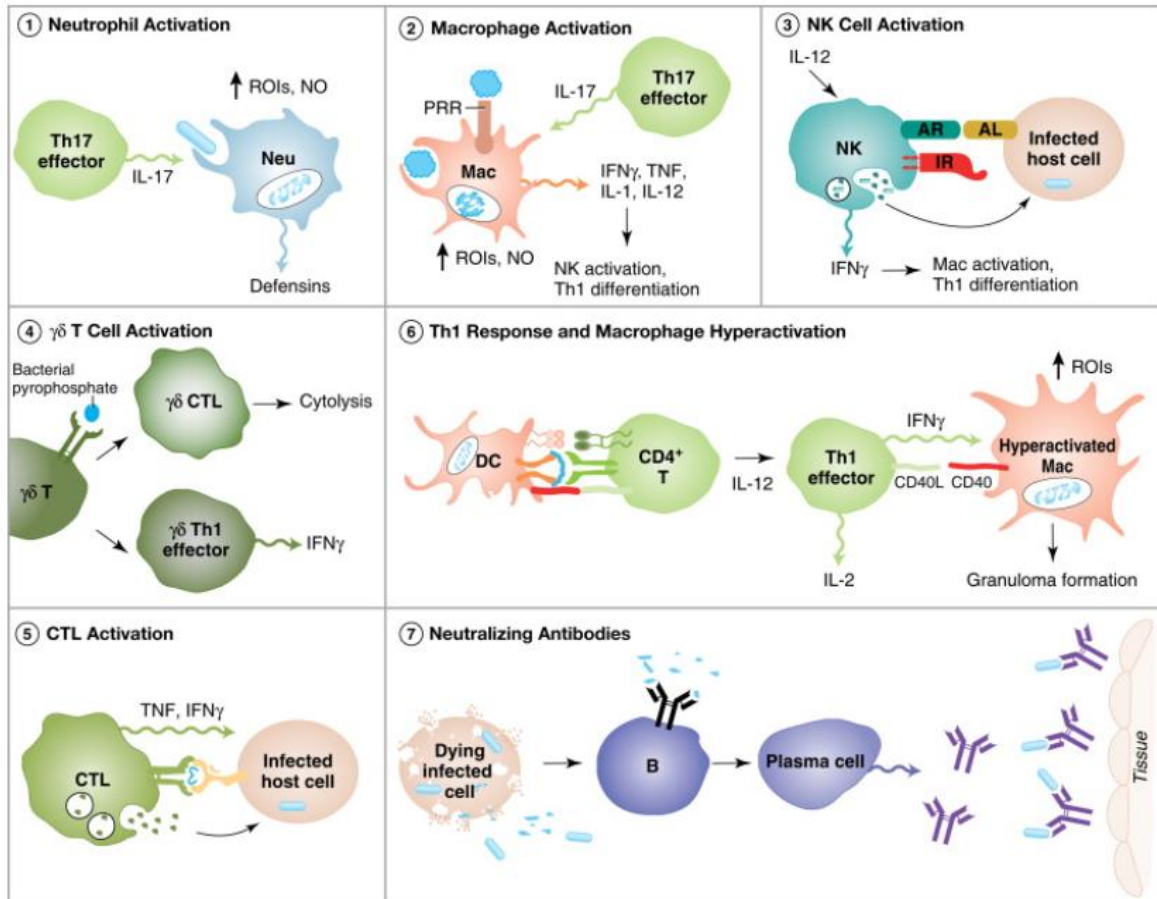 ① Neutrophil Activation
↑ ROIs, NO
Th17
effector
IL-17
Neu
Defensins
② Macrophage Activation
PRR
IL-17
Th17
effector
Mac
IFNγ, TNF,
IL-1, IL-12
↑ ROIs, NO
NK activation,
Th1 differentiation
③ NK Cell Activation
IL-12
NK
AR
AL
IR
Infected
host cell
IFNγ
Mac activation,
Th1 differentiation
④ γδ T Cell Activation
Bacterial
pyrophosphate
γδ T
γδ CTL
Cytolysis
γδ Th1
effector
IFNγ
⑤ CTL Activation
TNF, IFNγ
CTL
Infected
host cell
⑥ Th1 Response and Macrophage Hyperactivation
DC
CD4⁺
T
IL-12
Th1
effector
IL-2
IFNγ
CD40L
CD40
↑ ROIs
Hyperactivated
Mac
Granuloma formation
⑦ Neutralizing Antibodies
Dying
infected
cell
B
Plasma cell
Tissue